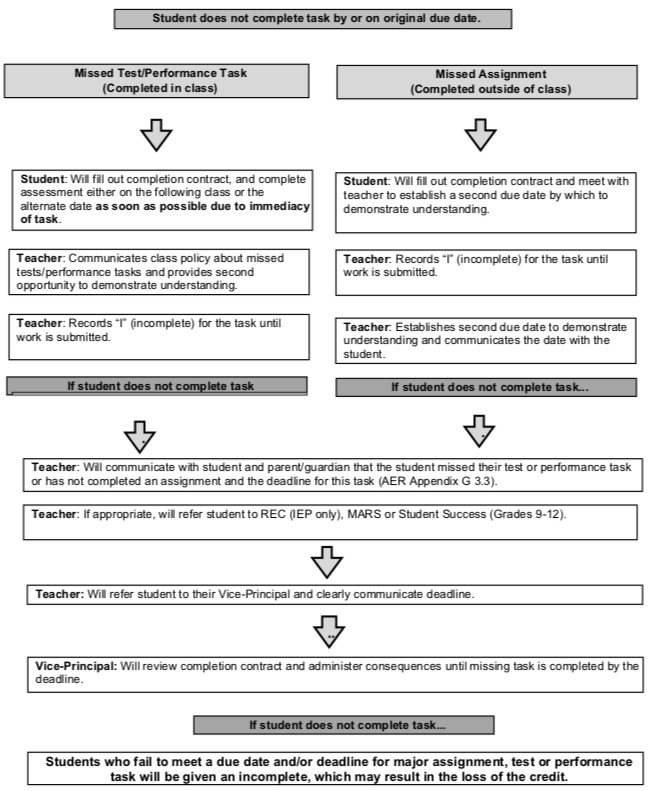 Student does not complete task by or on original due date.
Missed Test/Performance Task
(Completed in class)
Student: Will fill out completion contract, and complete
assessment either on the following class or the
alternate date as soon as possible due to immediacy
of task.
Teacher: Communicates class policy about missed
tests/performance tasks and provides second
opportunity to demonstrate understanding.
Teacher: Records "I" (incomplete) for the task until
work is submitted.
If student does not complete task
Missed Assignment
(Completed outside of class)
Student: Will fill out completion contract and meet with
teacher to establish a second due date by which to
demonstrate understanding.
Teacher: Records "I" (incomplete) for the task until
work is submitted.
Teacher: Establishes second due date to demonstrate
understanding and communicates the date with the
student.
If student does not complete task...
Teacher: Will communicate with student and parent/guardian that the student missed their test or performance task
or has not completed an assignment and the deadline for this task (AER Appendix G 3.3).
Teacher: If appropriate, will refer student to REC (IEP only), MARS or Student Success (Grades 9-12).
Teacher: Will refer student to their Vice-Principal and clearly communicate deadline.
Vice-Principal: Will review completion contract and administer consequences until missing task is completed by the
deadline.
If student does not complete task...
Students who fail to meet a due date and/or deadline for major assignment, test or performance
task will be given an incomplete, which may result in the loss of the credit.